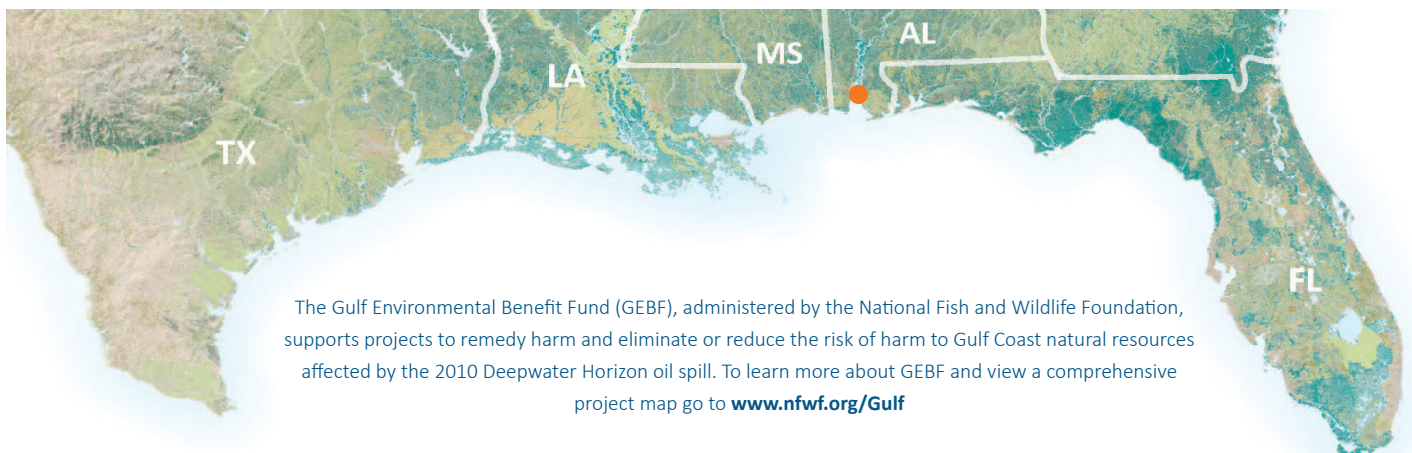 AL
MS
LA
TX
FL
The Gulf Environmental Benefit Fund (GEBF), administered by the National Fish and Wildlife Foundation,
supports projects to remedy harm and eliminate or reduce the risk of harm to Gulf Coast natural resources
affected by the 2010 Deepwater Horizon oil spill. To learn more about GEBF and view a comprehensive
project map go to www.nfwf.org/Gulf